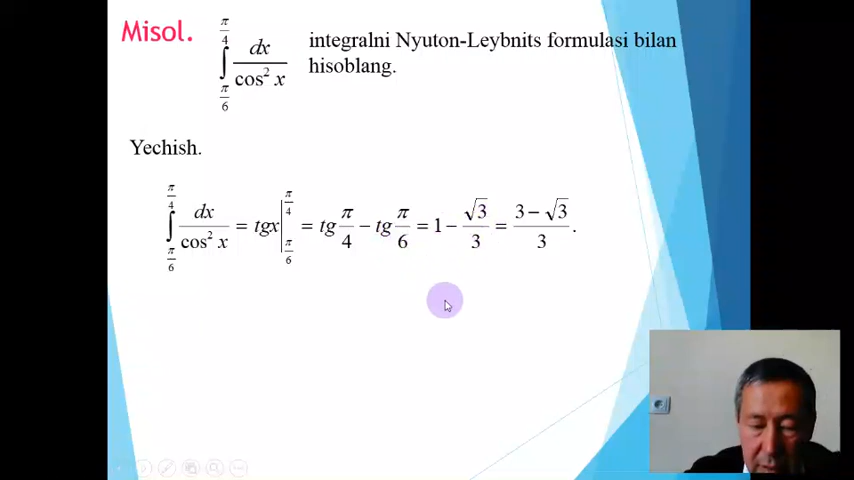 Misol. ∫_{π/6}^{π/4} dx/cos² x integralni Nyuton-Leybnits formulasi bilan
hisoblang.
Yechish.
∫_{π/6}^{π/4} dx/cos² x = tgx |_{π/6}^{π/4} = tg π/4 − tg π/6 = 1 − √3/3 = (3 − √3)/3 .